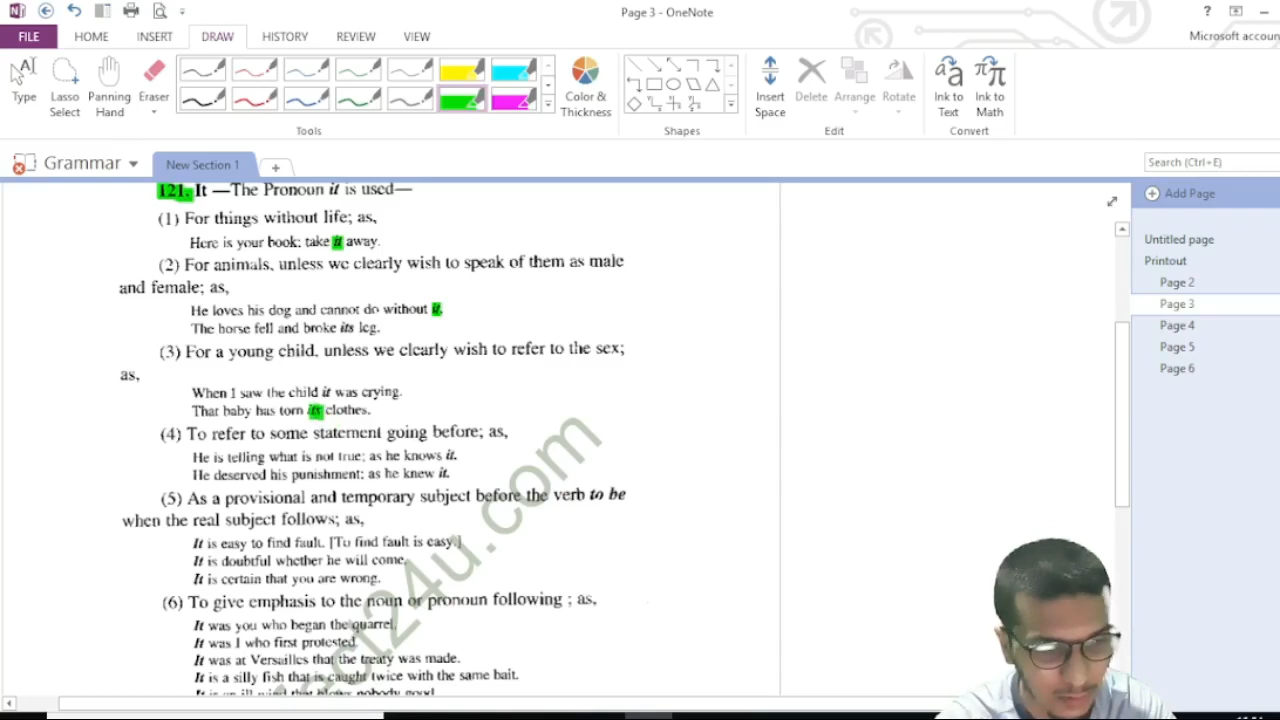 Page 3 - OneNote
?
FILE HOME INSERT DRAW HISTORY REVIEW VIEW
Microsoft accoun
Type
Lasso Select
Panning Hand
Eraser
Color & Thickness
Insert Space
Delete
Arrange
Rotate
Ink to Text
Ink to Math
Tools
Shapes
Edit
Convert
Grammar
New Section 1
Search (Ctrl+E)
Add Page
Untitled page
Printout
Page 2
Page 3
Page 4
Page 5
Page 6
121. It —The Pronoun it is used—
(1) For things without life; as,
Here is your book; take it away.
(2) For animals, unless we clearly wish to speak of them as male
and female; as,
He loves his dog and cannot do without it.
The horse fell and broke its leg.
(3) For a young child, unless we clearly wish to refer to the sex;
as,
When I saw the child it was crying.
That baby has torn its clothes.
(4) To refer to some statement going before; as,
He is telling what is not true; as he knows it.
He deserved his punishment; as he knew it.
(5) As a provisional and temporary subject before the verb to be
when the real subject follows; as,
It is easy to find fault. [To find fault is easy.]
It is doubtful whether he will come.
It is certain that you are wrong.
(6) To give emphasis to the noun or pronoun following ; as,
It was you who began the quarrel.
It was I who first protested.
It was at Versailles that the treaty was made.
It is a silly fish that is caught twice with the same bait.
It is an ill wind that blows nobody good
ject24u.com